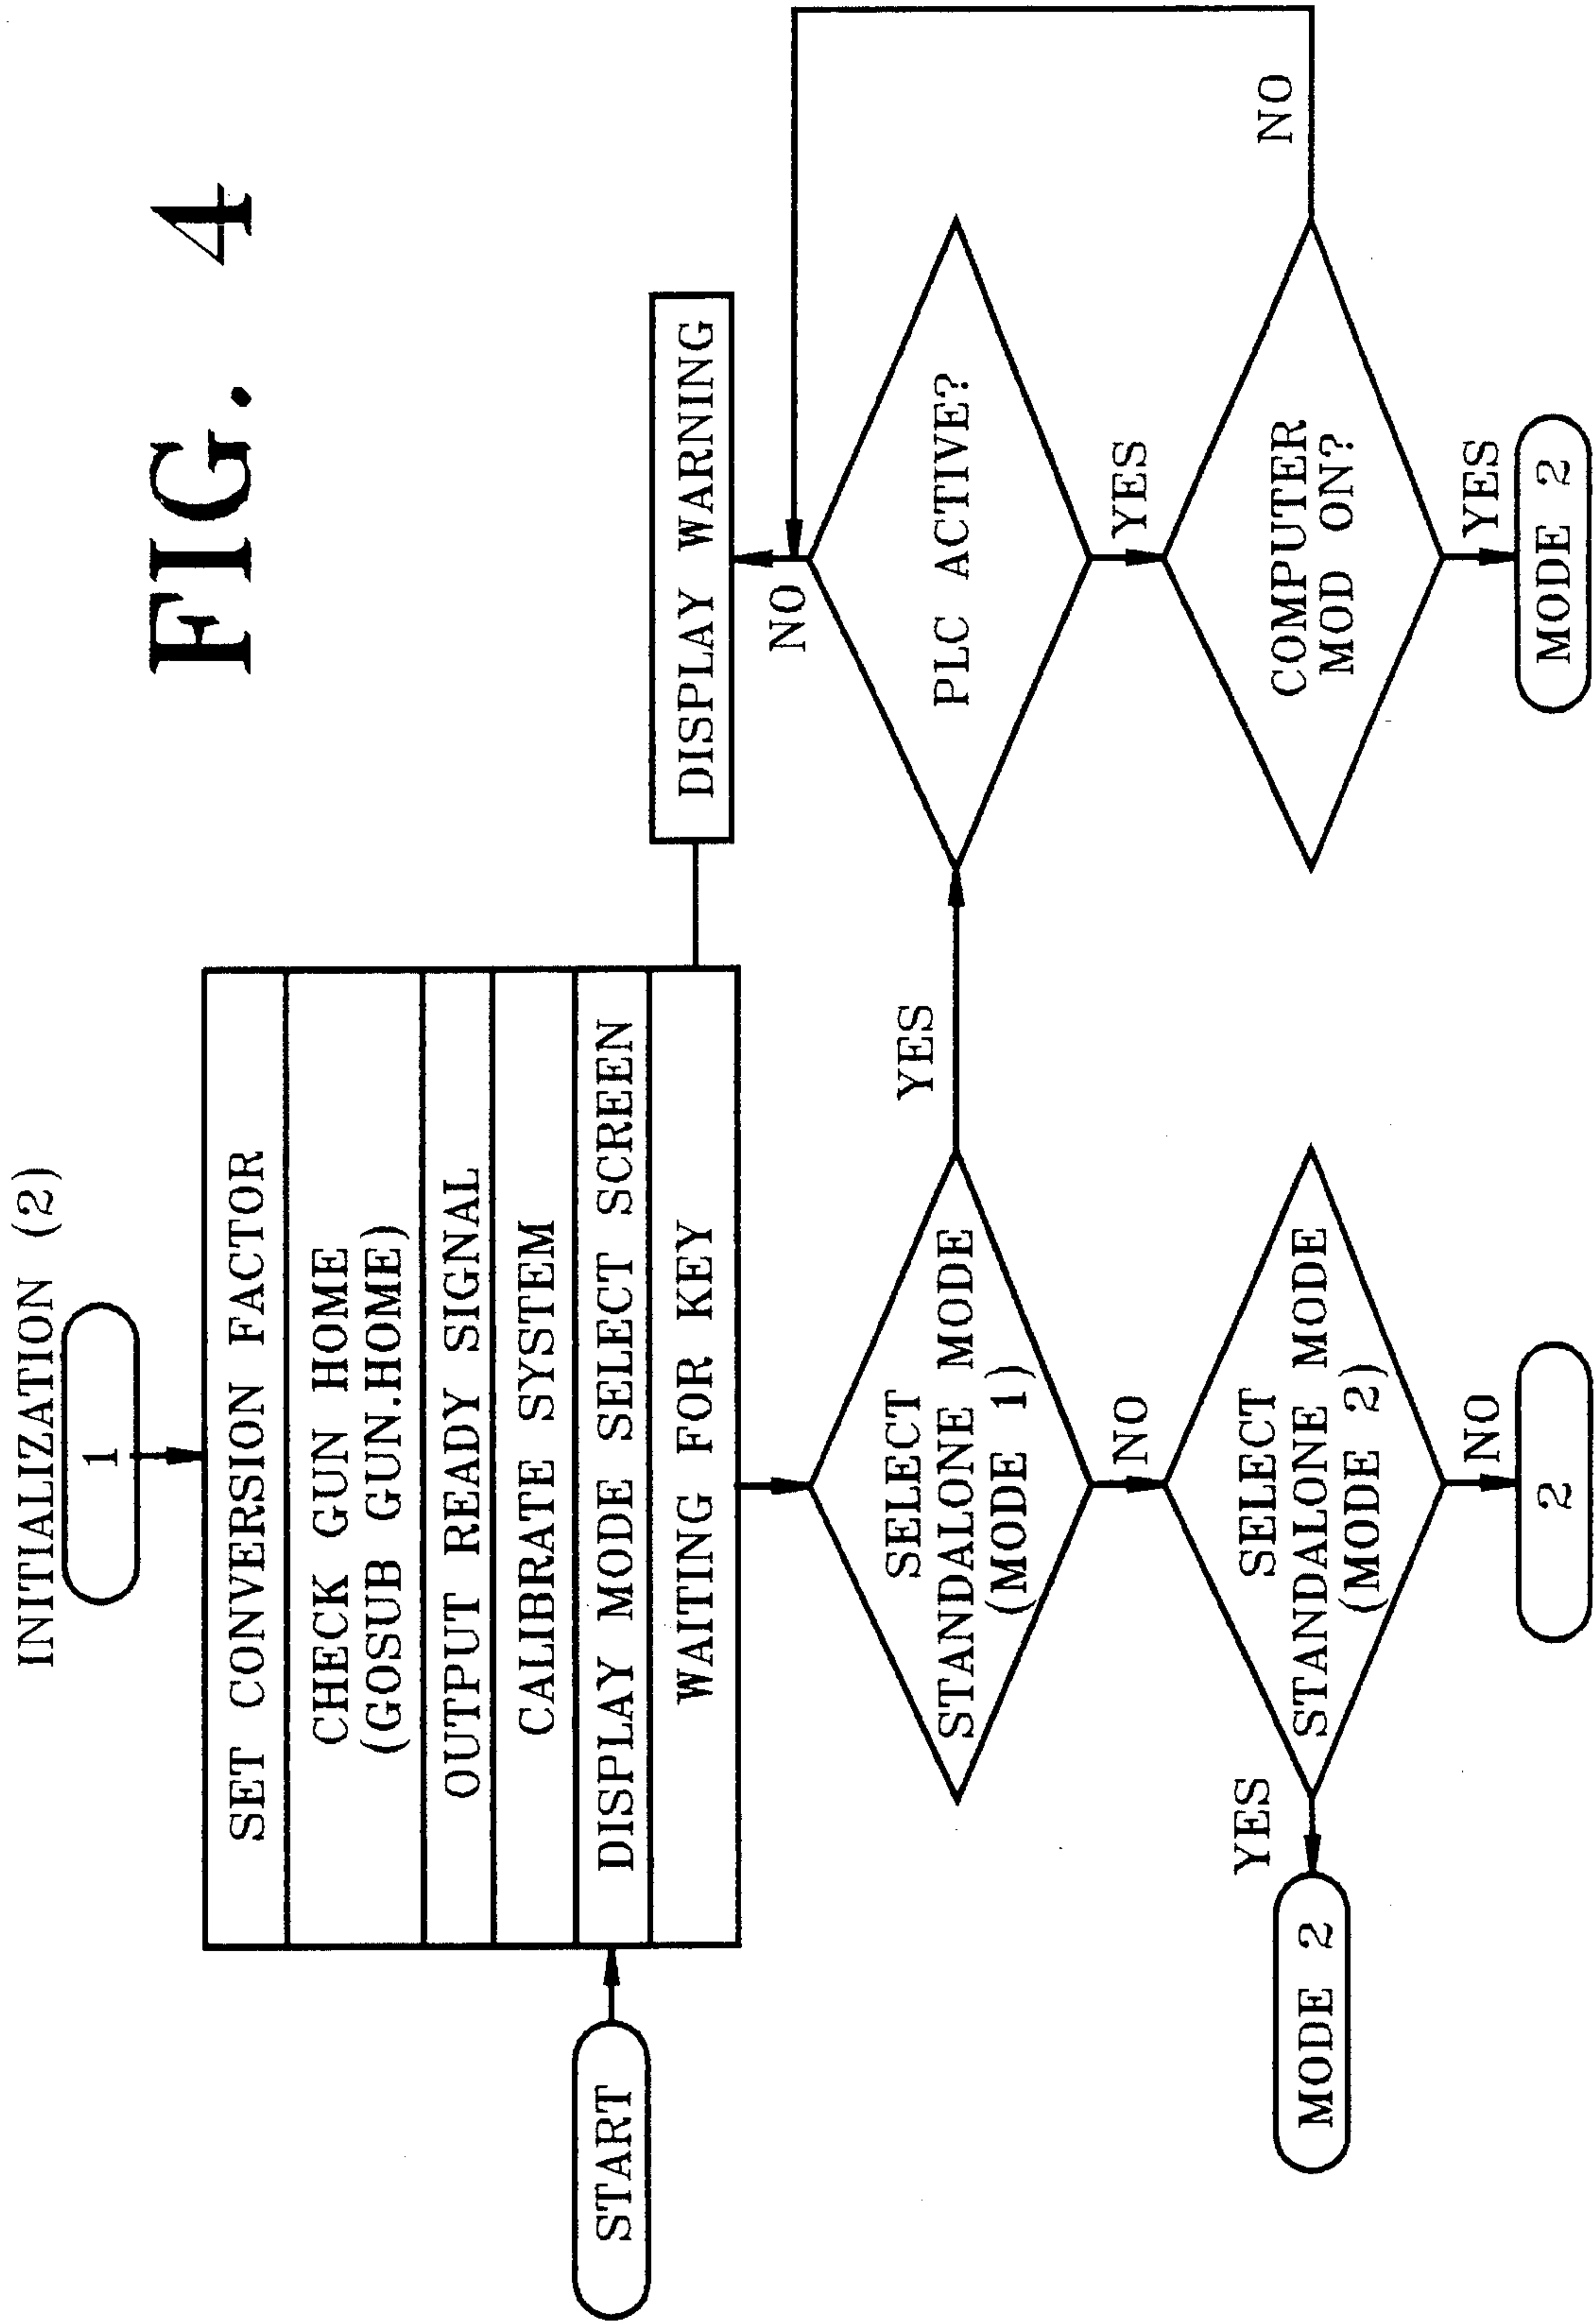 FIG. 4
INITIALIZATION (2)
1
SET CONVERSION FACTOR
CHECK GUN HOME
(GOSUB GUN.HOME)
OUTPUT READY SIGNAL
CALIBRATE SYSTEM
START
DISPLAY MODE SELECT SCREEN
WAITING FOR KEY
DISPLAY WARNING
NO
SELECT
STANDALONE MODE
(MODE 1)
YES
PLC ACTIVE?
NO
YES
YES
MODE 2
SELECT
STANDALONE MODE
(MODE 2)
COMPUTER
MOD ON?
NO
NO
2
YES
MODE 2